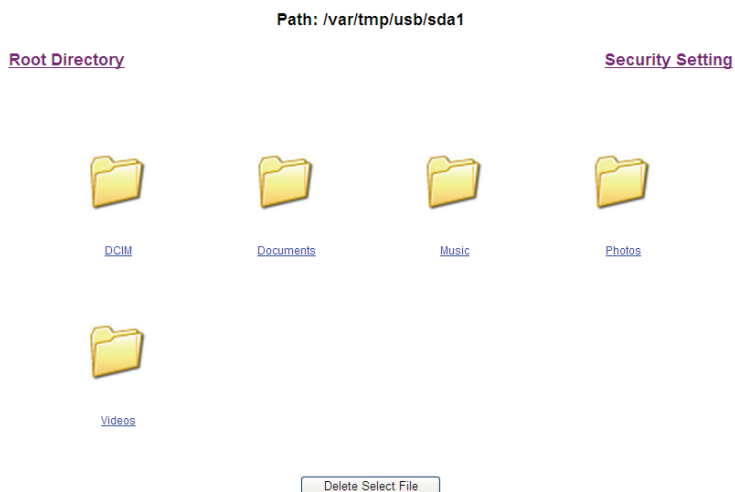 Path: /var/tmp/usb/sda1
Root Directory Security Setting
DCIM Documents Music Photos
Videos
Delete Select File